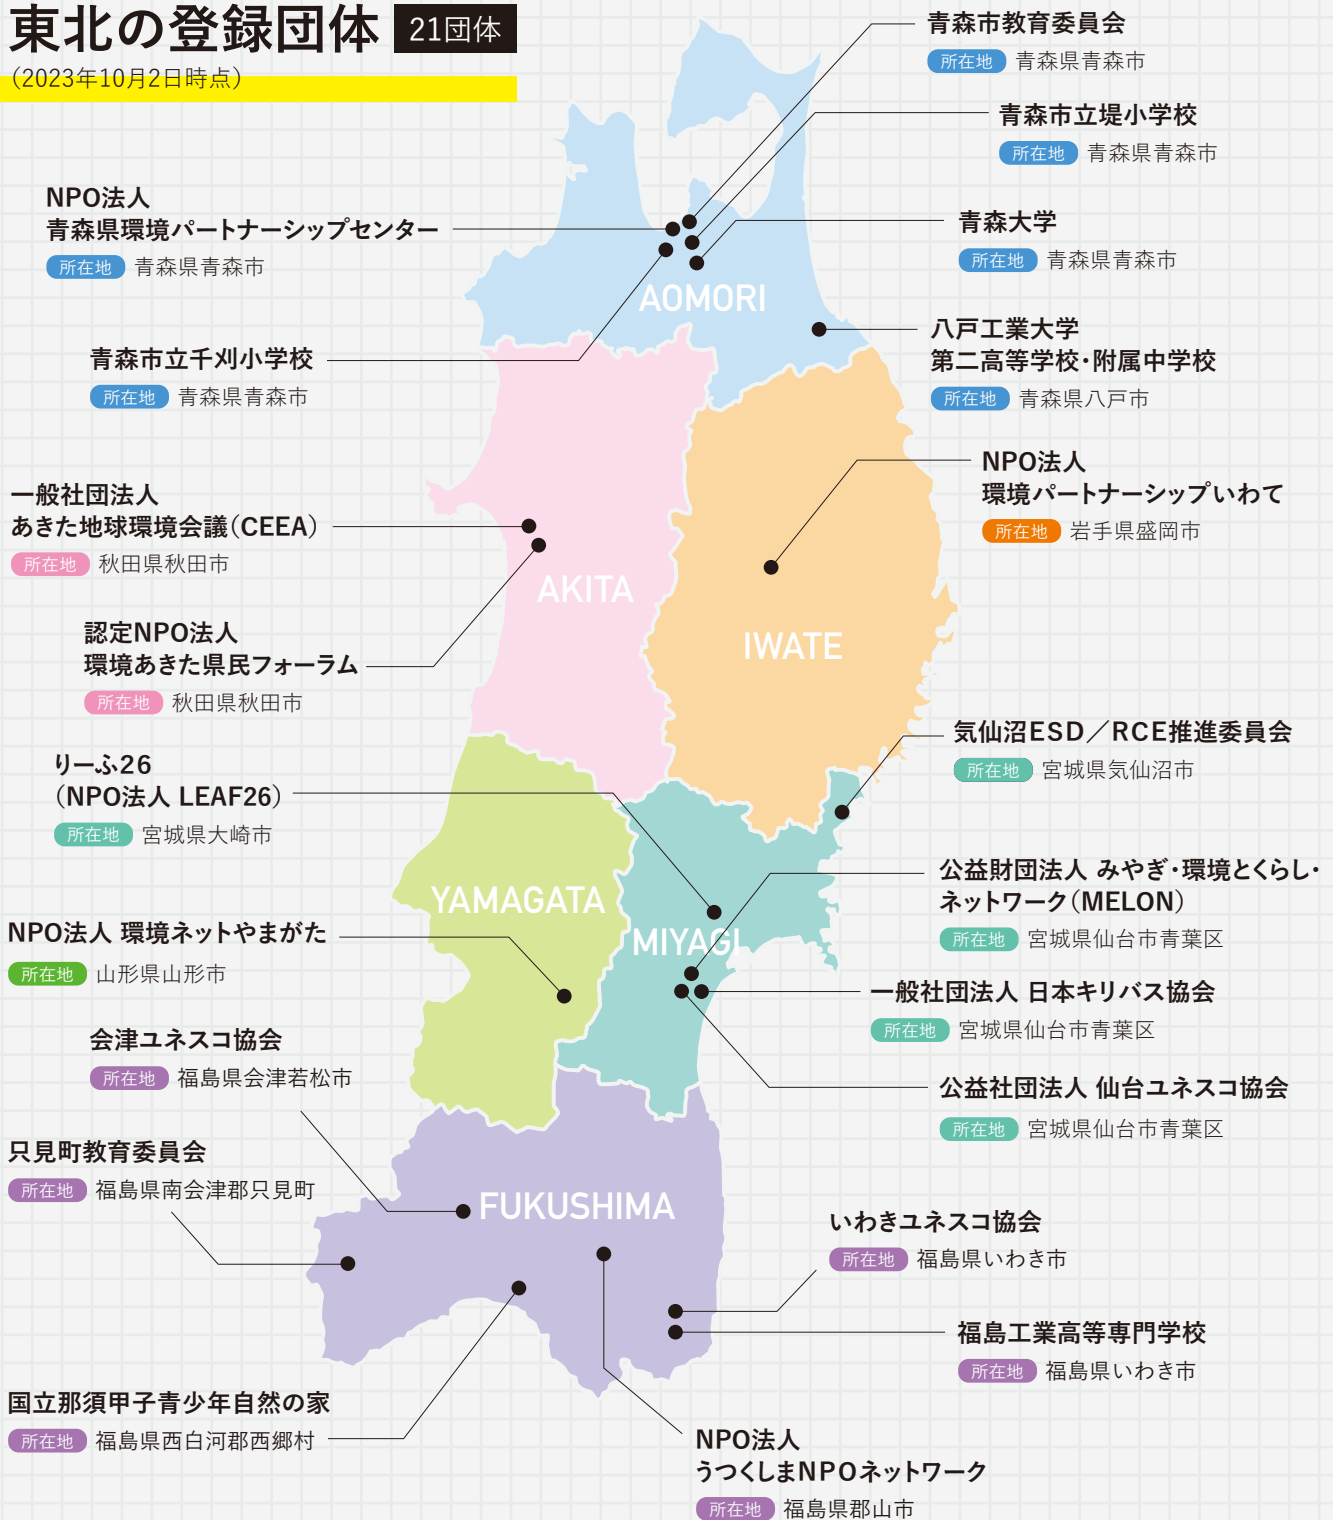 東北の登録団体 21団体
(2023年10月2日時点)
青森市教育委員会
所在地 青森県青森市
青森市立堤小学校
所在地 青森県青森市
NPO法人
青森県環境パートナーシップセンター
所在地 青森県青森市
青森大学
所在地 青森県青森市
AOMORI
八戸工業大学
第二高等学校・附属中学校
所在地 青森県八戸市
青森市立千刈小学校
所在地 青森県青森市
NPO法人
環境パートナーシップいわて
所在地 岩手県盛岡市
一般社団法人
あきた地球環境会議(CEEA)
所在地 秋田県秋田市
AKITA
IWATE
認定NPO法人
環境あきた県民フォーラム
所在地 秋田県秋田市
気仙沼ESD/RCE推進委員会
所在地 宮城県気仙沼市
りーふ26
(NPO法人 LEAF26)
所在地 宮城県大崎市
公益財団法人 みやぎ・環境とくらし・
ネットワーク(MELON)
所在地 宮城県仙台市青葉区
YAMAGATA
MIYAGI
NPO法人 環境ネットやまがた
所在地 山形県山形市
一般社団法人 日本キリバス協会
所在地 宮城県仙台市青葉区
会津ユネスコ協会
所在地 福島県会津若松市
公益社団法人 仙台ユネスコ協会
所在地 宮城県仙台市青葉区
只見町教育委員会
所在地 福島県南会津郡只見町
FUKUSHIMA
いわきユネスコ協会
所在地 福島県いわき市
福島工業高等専門学校
所在地 福島県いわき市
国立那須甲子青少年自然の家
所在地 福島県西白河郡西郷村
NPO法人
うつくしまNPOネットワーク
所在地 福島県郡山市